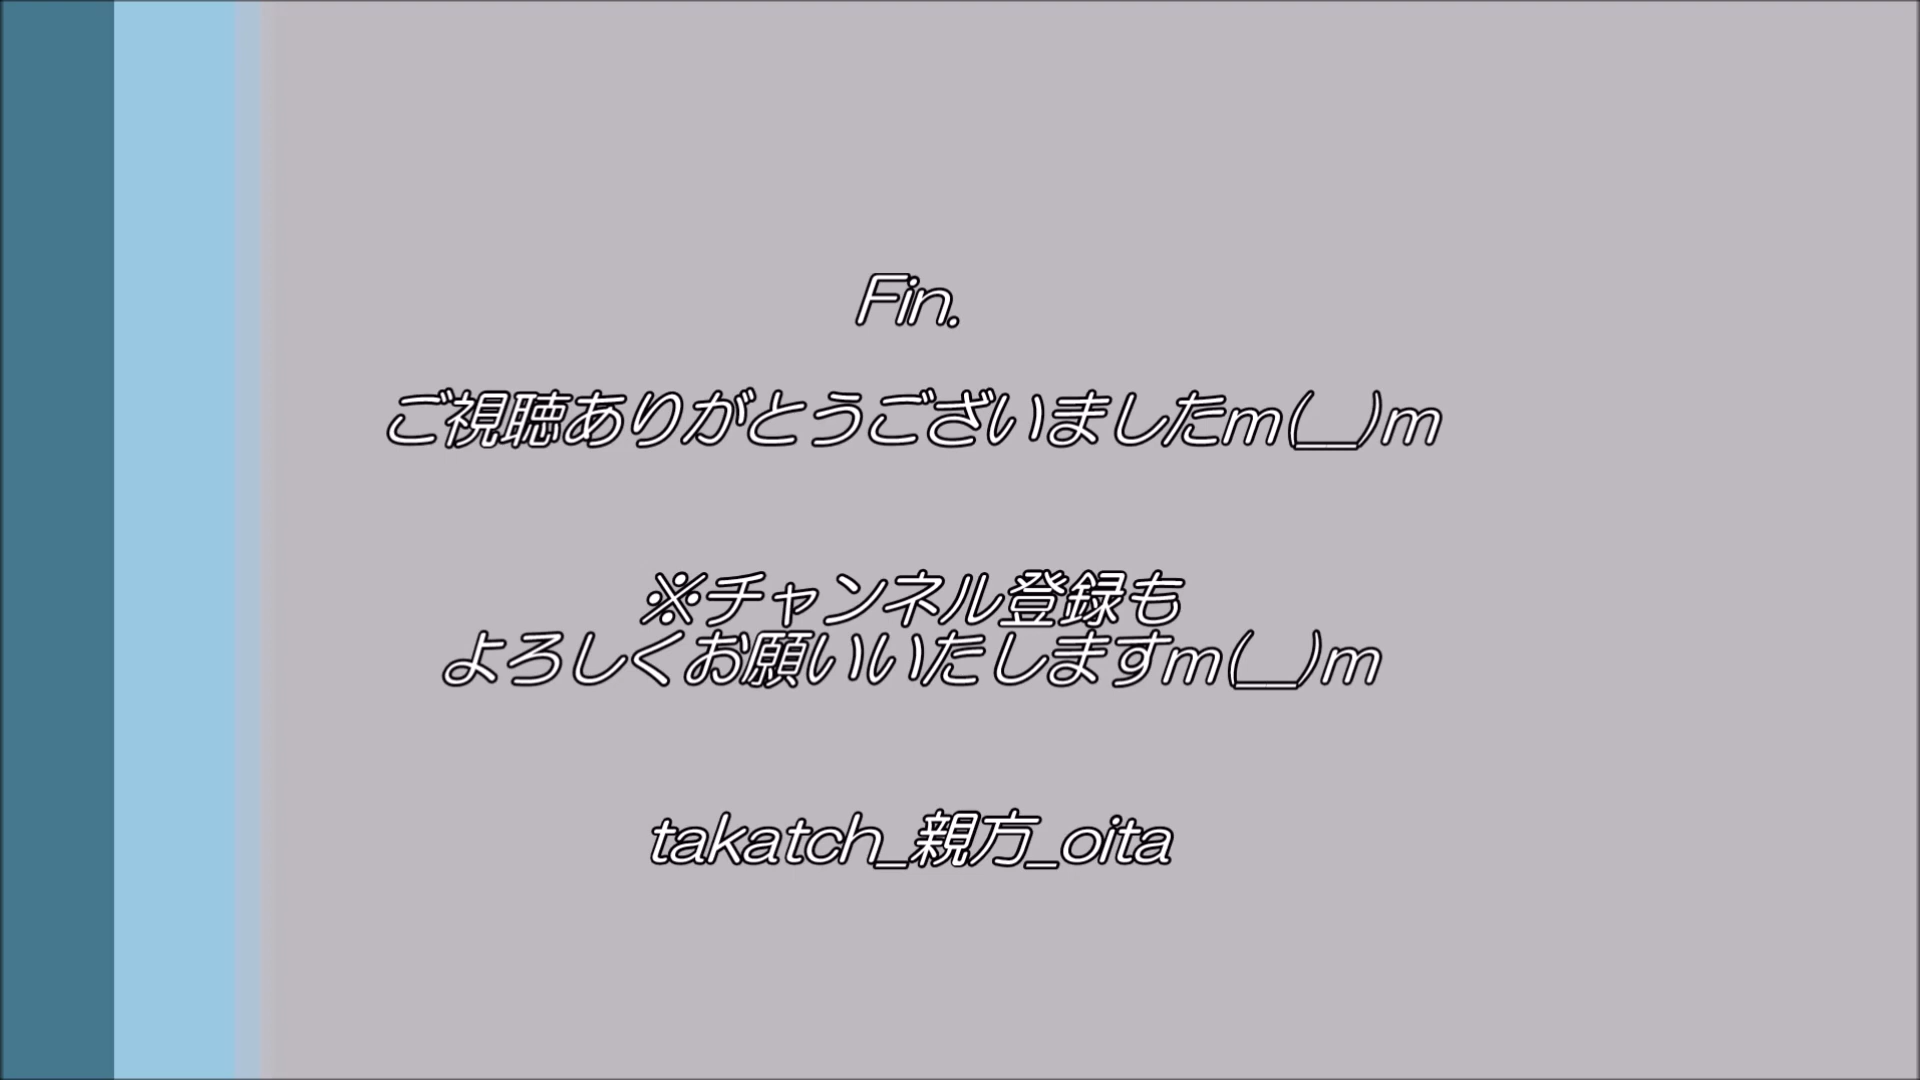 Fin.
ご視聴ありがとうございましたm(__)m
※チャンネル登録も
よろしくお願いいたしますm(__)m
takatch_親方_oita